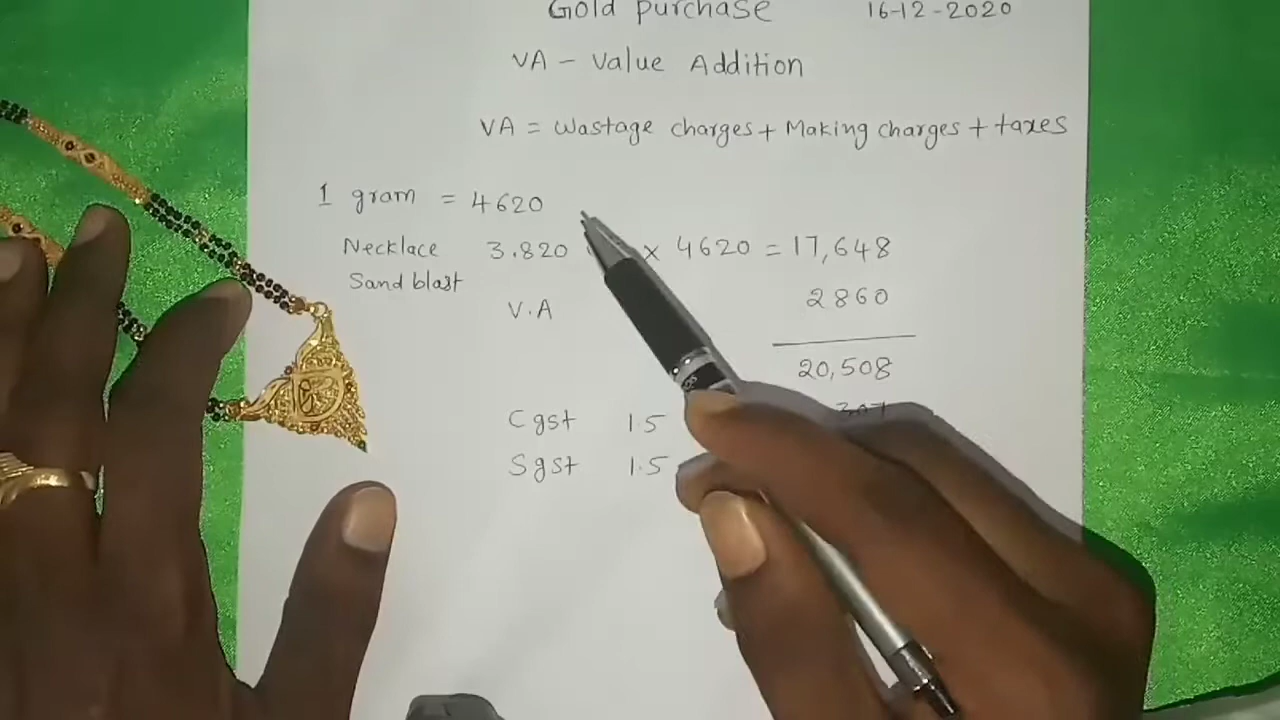 Gold Purchase 16-12-2020
VA - Value Addition
VA = Wastage charges + Making charges + taxes
1 gram = 4620
Necklace 3.820 x 4620 = 17,648
Sand blast
V.A 2860
20,508
Cgst 1.5
Sgst 1.5